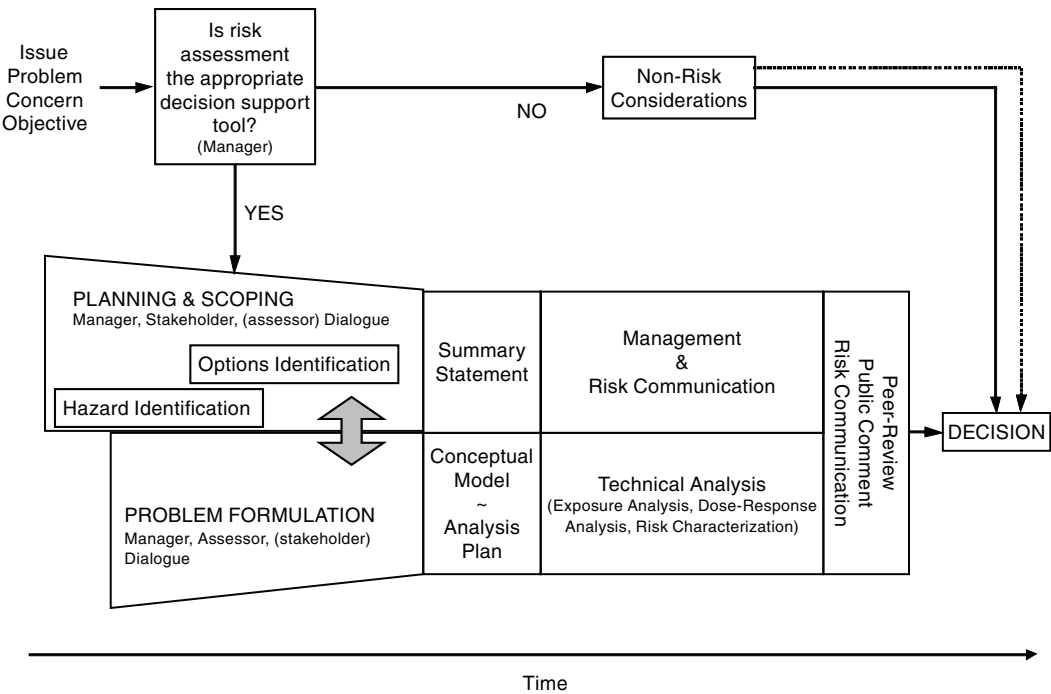 Issue
Problem
Concern
Objective
Is risk
assessment
the appropriate
decision support
tool?
(Manager)
NO
Non-Risk
Considerations
YES
PLANNING & SCOPING
Manager, Stakeholder, (assessor) Dialogue
Options Identification
Hazard Identification
Summary
Statement
Management
&
Risk Communication
Peer-Review
Public Comment
Risk Communication
DECISION
PROBLEM FORMULATION
Manager, Assessor, (stakeholder)
Dialogue
Conceptual
Model
~
Analysis
Plan
Technical Analysis
(Exposure Analysis, Dose-Response
Analysis, Risk Characterization)
Time